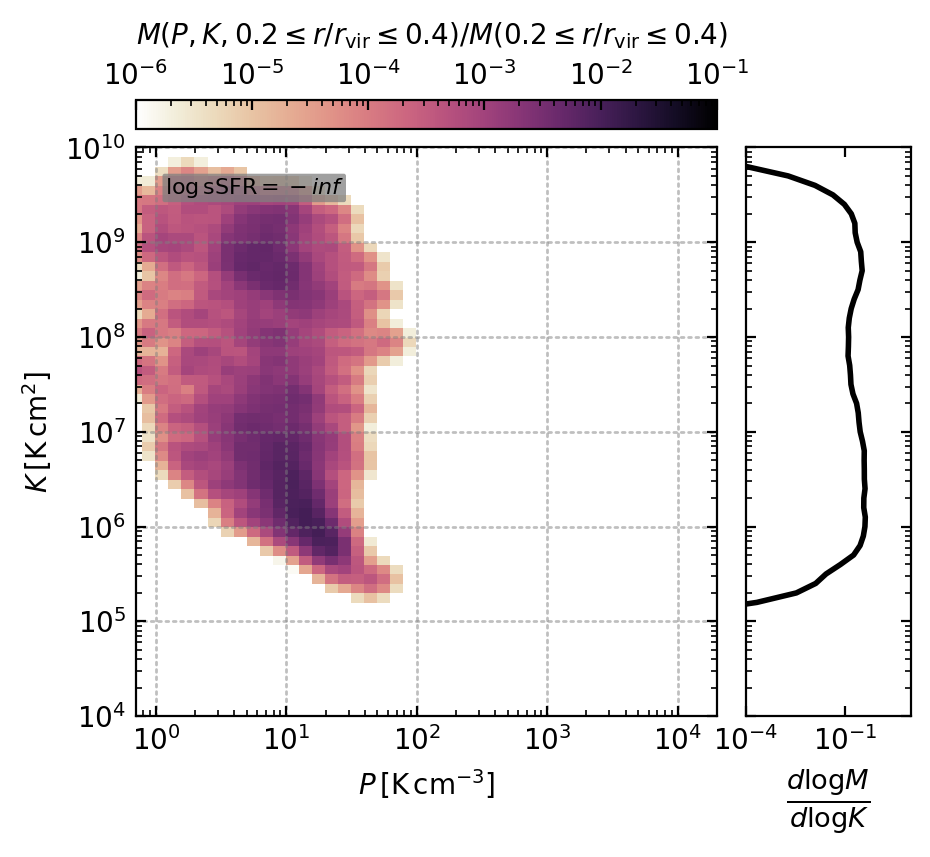 M(P, K, 0.2 ≤ r/r_vir ≤ 0.4)/M(0.2 ≤ r/r_vir ≤ 0.4)
10^−6 10^−5 10^−4 10^−3 10^−2 10^−1
log sSFR = −inf
10^10
10^9
10^8
10^7
10^6
10^5
10^4
K [K cm^2]
10^0 10^1 10^2 10^3 10^4
P [K cm^−3]
10^−4 10^−1
dlogM
dlogK